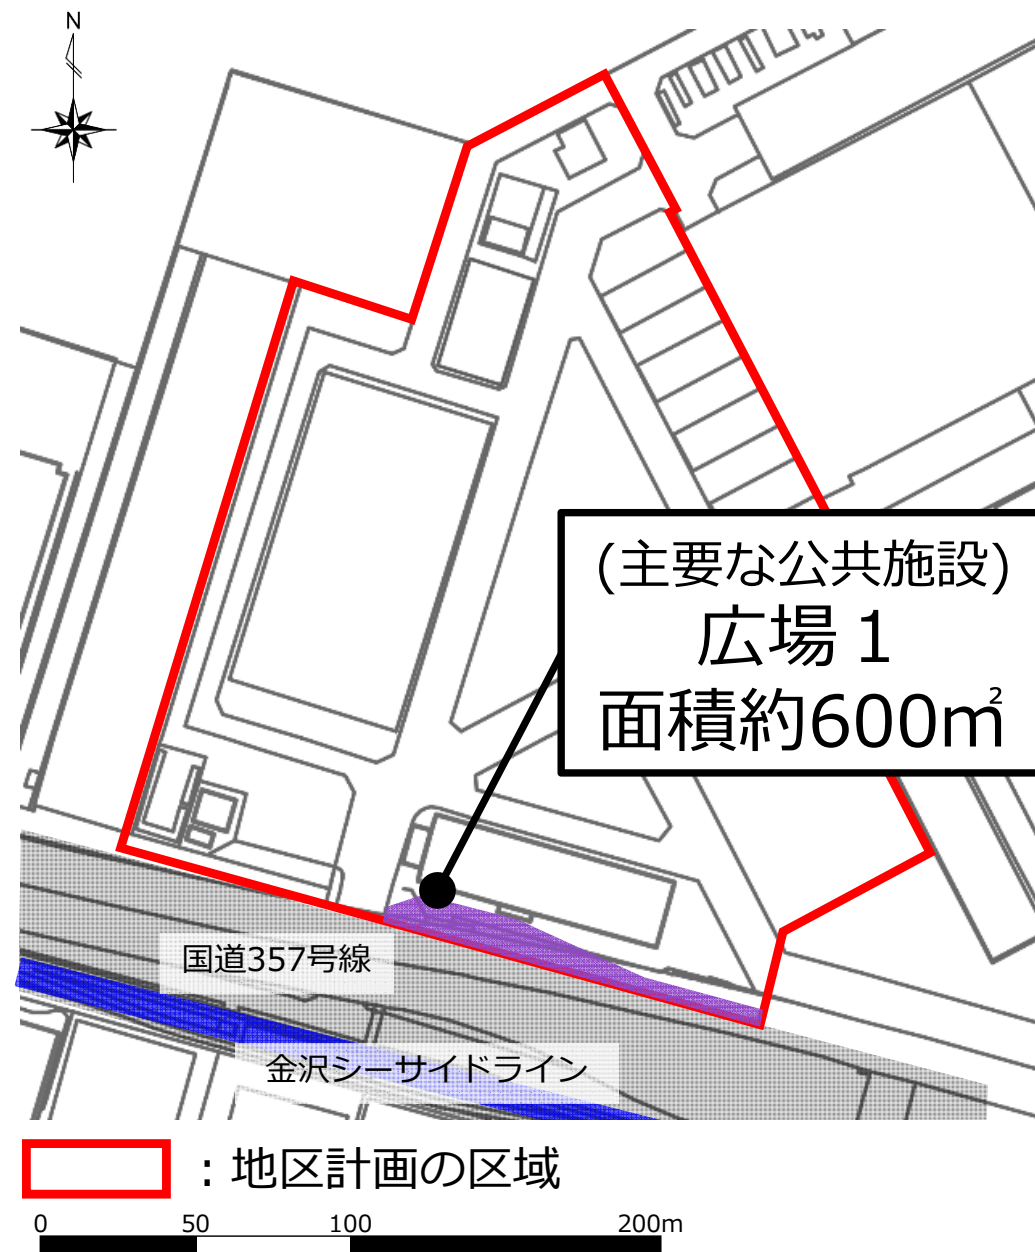 N
(主要な公共施設)
広場１
面積約600㎡
国道357号線
金沢シーサイドライン
：地区計画の区域
0 50 100 200m